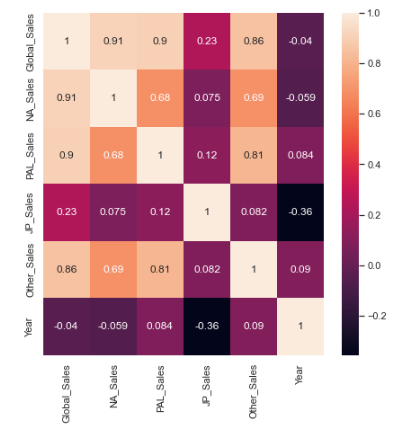 Global_Sales 1 0.91 0.9 0.23 0.86 -0.04
NA_Sales 0.91 1 0.68 0.075 0.69 -0.059
PAL_Sales 0.9 0.68 1 0.12 0.81 0.084
JP_Sales 0.23 0.075 0.12 1 0.082 -0.36
Other_Sales 0.86 0.69 0.81 0.082 1 0.09
Year -0.04 -0.059 0.084 -0.36 0.09 1
Global_Sales NA_Sales PAL_Sales JP_Sales Other_Sales Year
1.0
0.8
0.6
0.4
0.2
0.0
−0.2